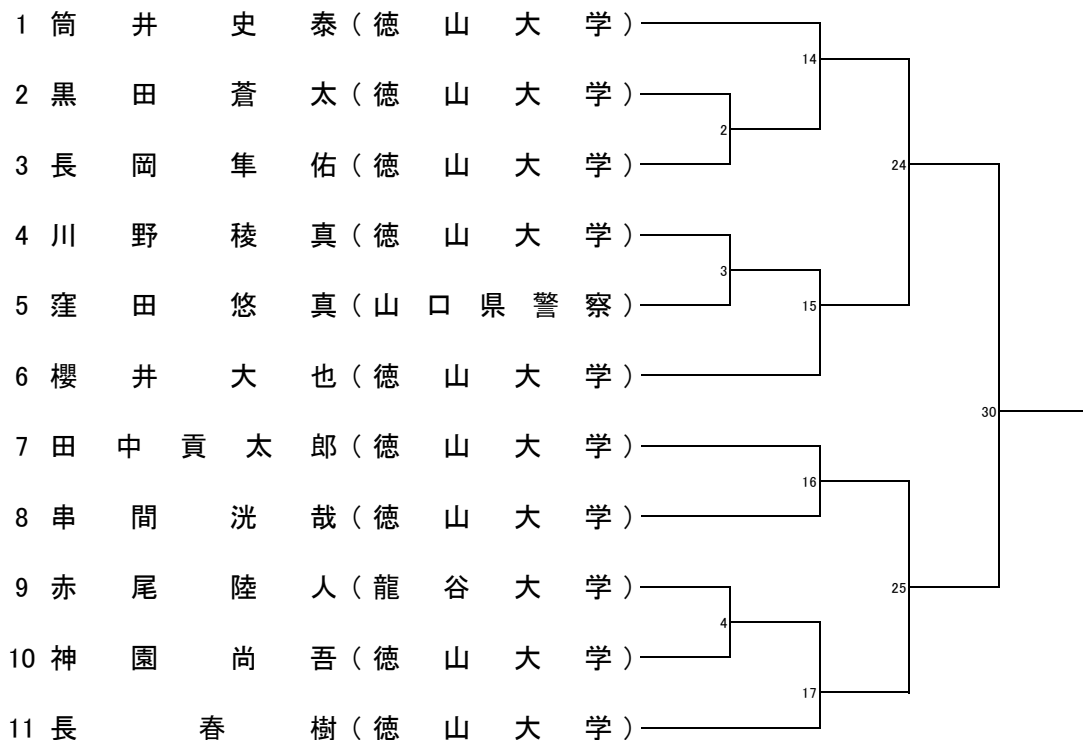 1 筒井史泰(徳山大学)
14
2 黒田蒼太(徳山大学)
2
3 長岡隼佑(徳山大学)
24
4 川野稜真(徳山大学)
3
5 窪田悠真(山口県警察)
15
6 櫻井大也(徳山大学)
30
7 田中貢太郎(徳山大学)
16
8 串間洸哉(徳山大学)
9 赤尾陸人(龍谷大学)
25
4
10 神園尚吾(徳山大学)
17
11 長春樹(徳山大学)